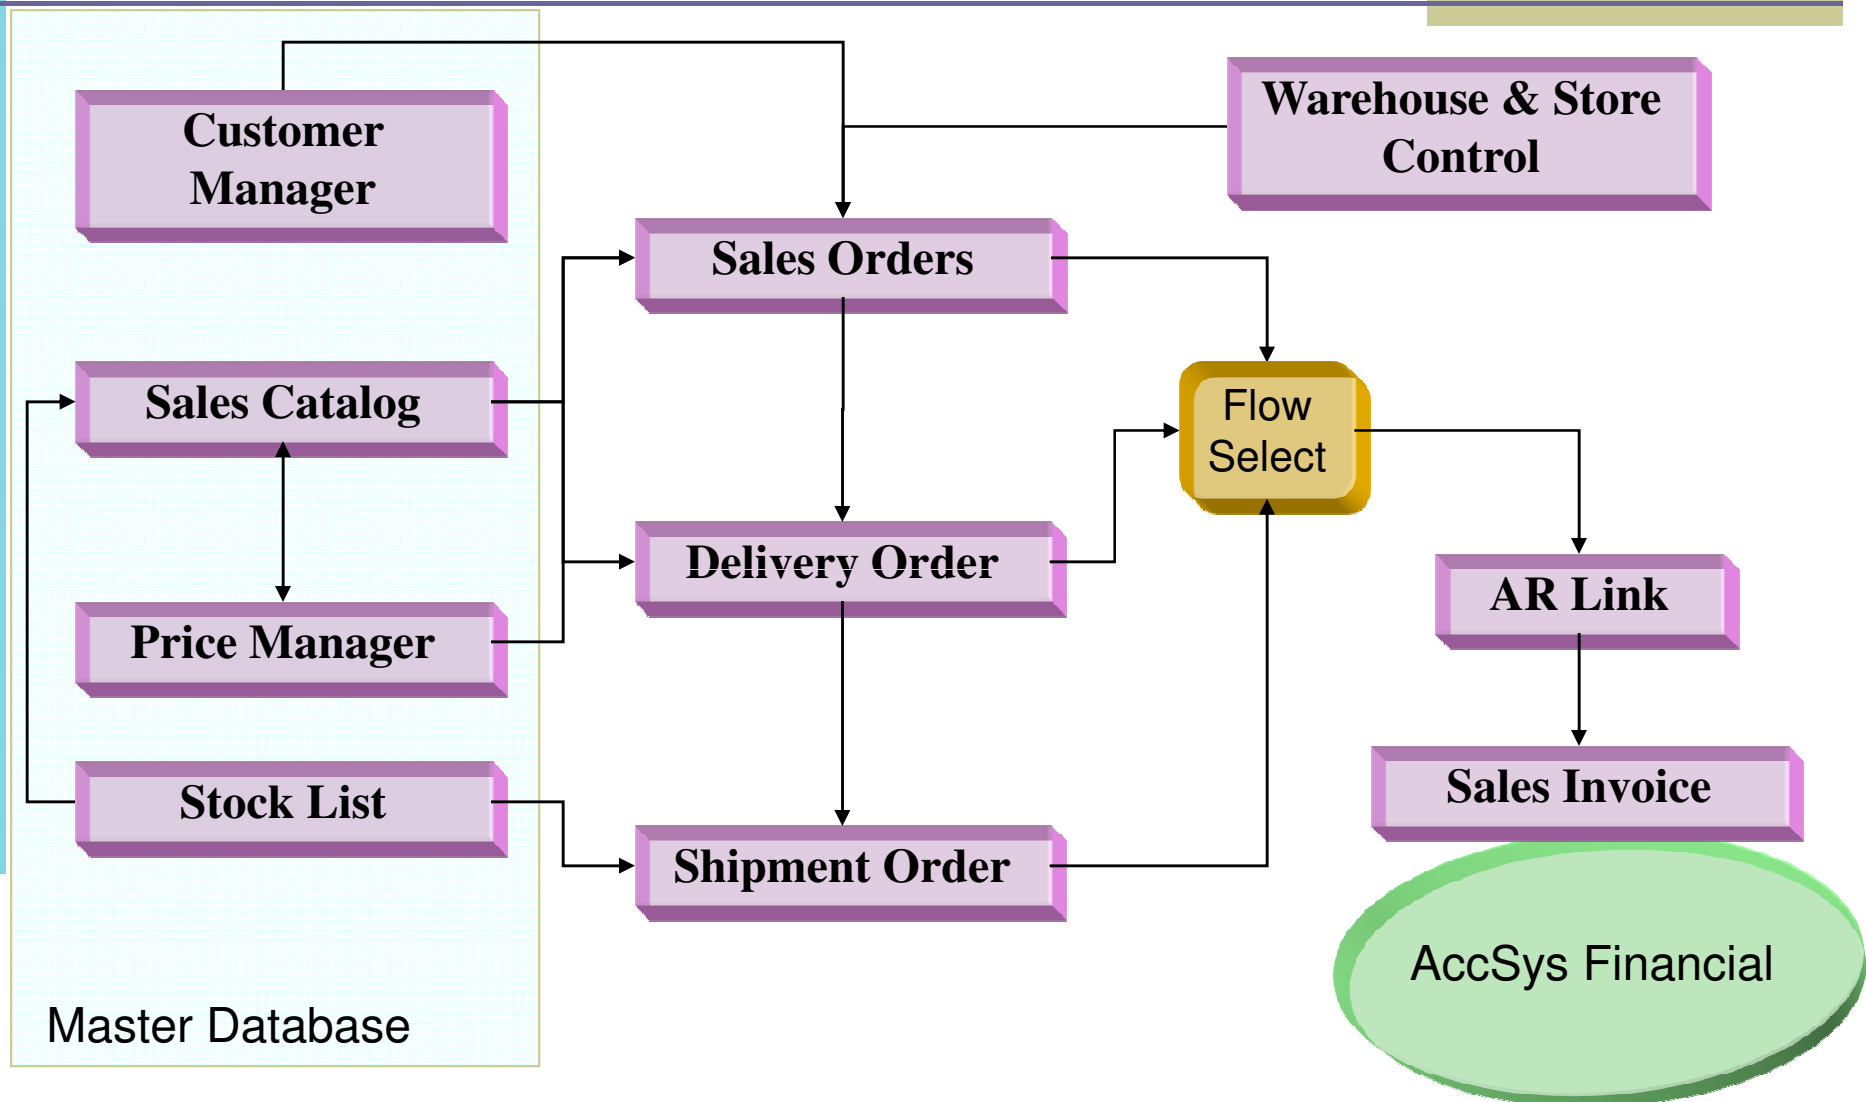 Customer
Manager
Warehouse & Store
Control
Sales Orders
Sales Catalog
Flow
Select
Delivery Order
AR Link
Price Manager
Sales Invoice
Stock List
Shipment Order
AccSys Financial
Master Database